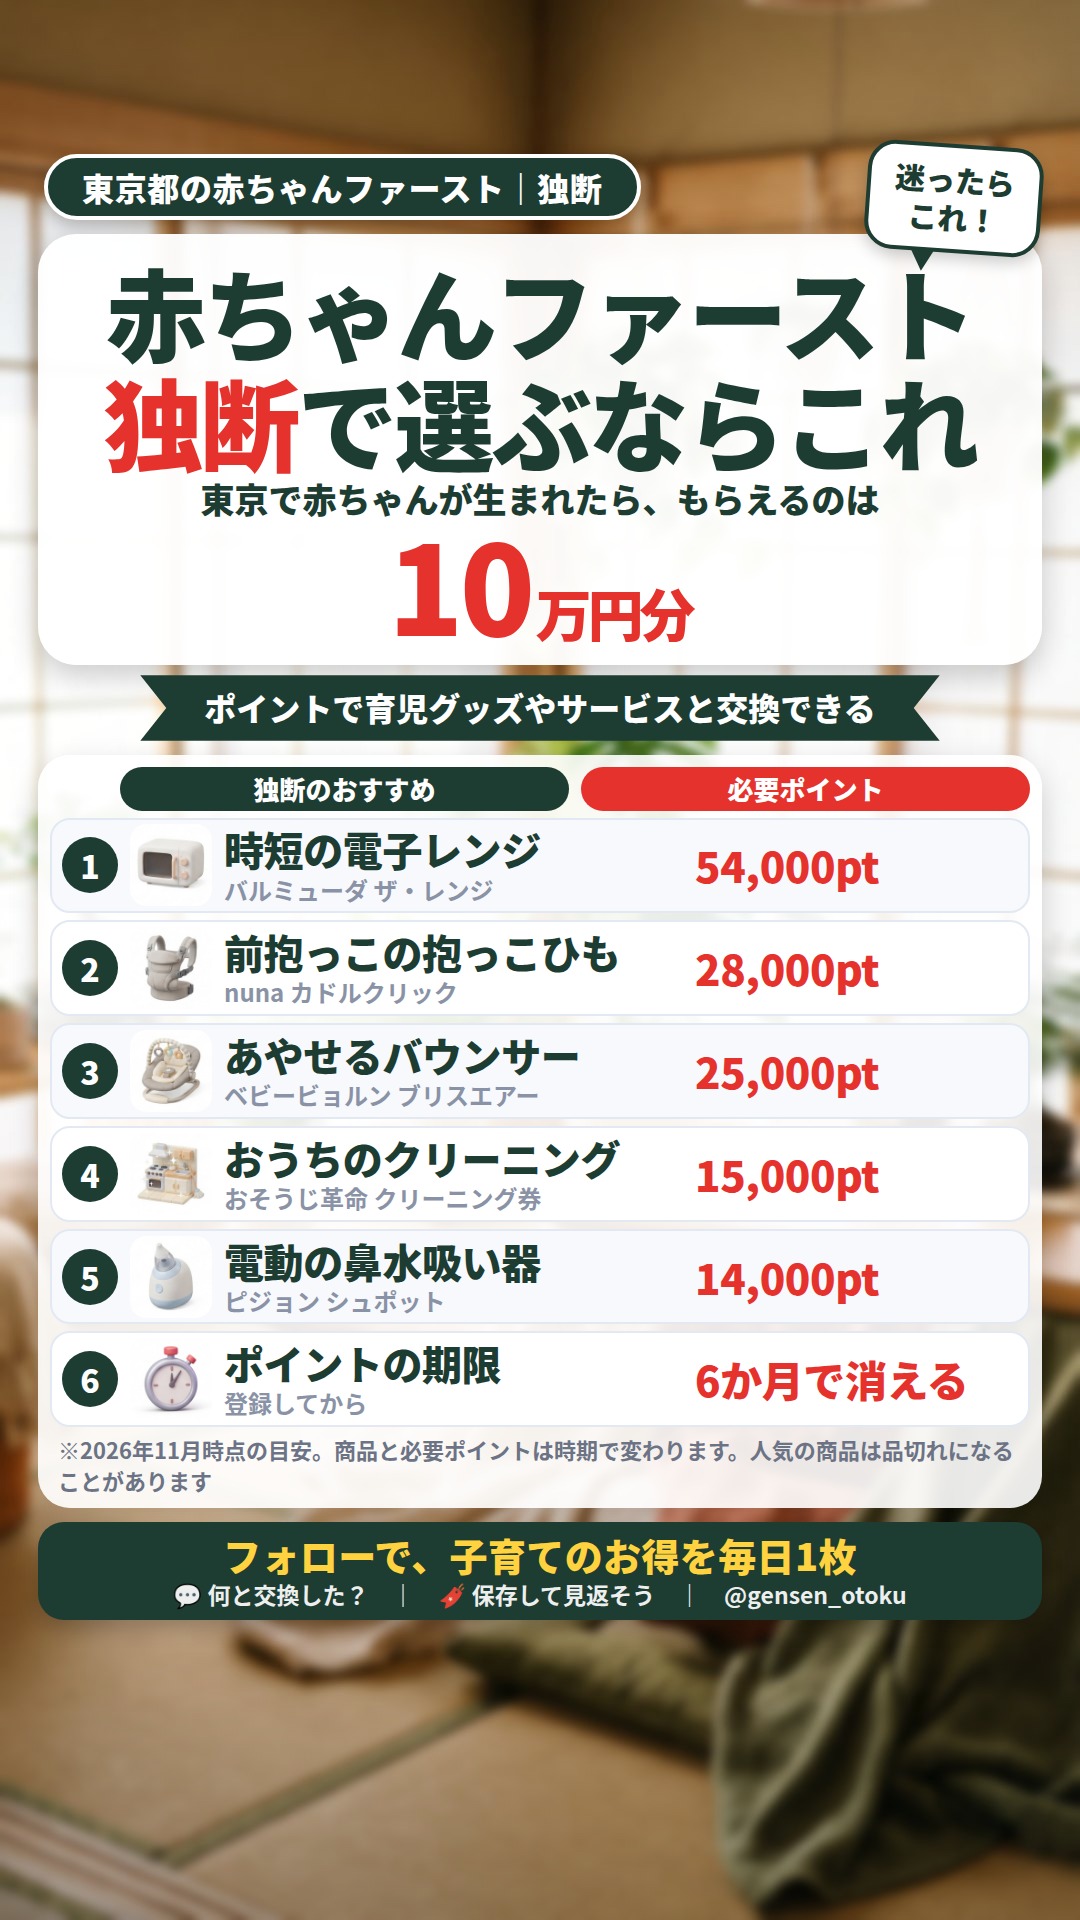 東京都の赤ちゃんファースト｜独断
迷ったら
これ！
赤ちゃんファースト
独断で選ぶならこれ
東京で赤ちゃんが生まれたら、もらえるのは
10万円分
ポイントで育児グッズやサービスと交換できる
独断のおすすめ 必要ポイント
1 時短の電子レンジ 54,000pt
バルミューダ ザ・レンジ
2 前抱っこの抱っこひも 28,000pt
nuna カドルクリック
3 あやせるバウンサー 25,000pt
ベビービョルン ブリスエアー
4 おうちのクリーニング 15,000pt
おそうじ革命 クリーニング券
5 電動の鼻水吸い器 14,000pt
ピジョン シュポット
6 ポイントの期限 6か月で消える
登録してから
※2026年11月時点の目安。商品と必要ポイントは時期で変わります。人気の商品は品切れになる
ことがあります
フォローで、子育てのお得を毎日1枚
💬 何と交換した？ ｜ 🔖 保存して見返そう ｜ @gensen_otoku